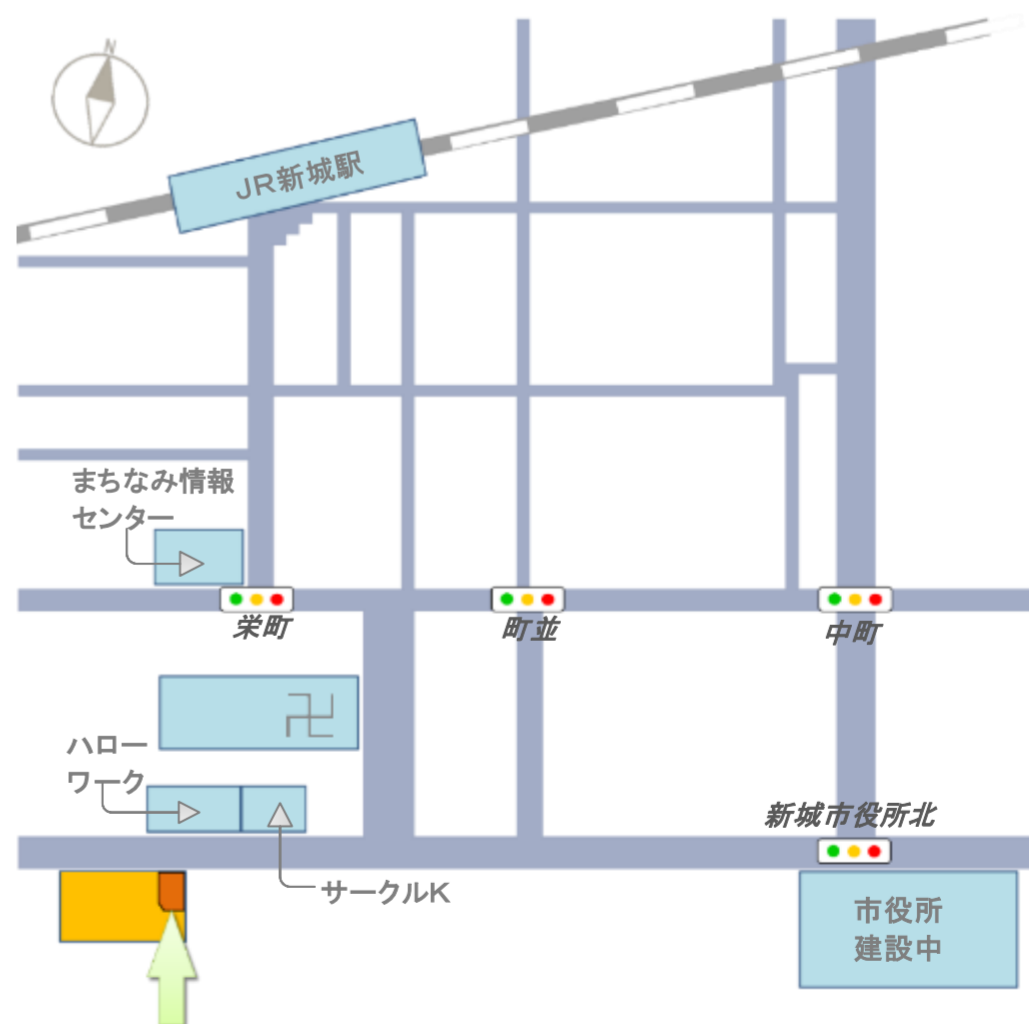 N
JR新城駅
まちなみ情報
センター
栄町
町並
中町
卍
ハロー
ワーク
新城市役所北
サークルK
市役所
建設中